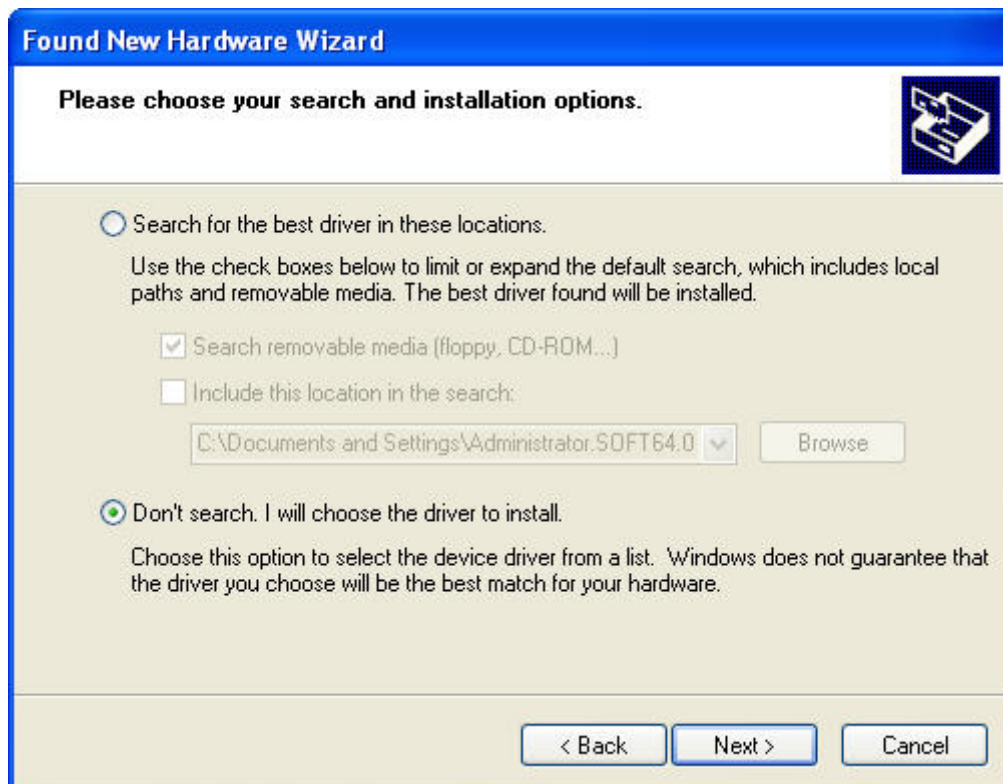 Found New Hardware Wizard
Please choose your search and installation options.
Search for the best driver in these locations.
Use the check boxes below to limit or expand the default search, which includes local
paths and removable media. The best driver found will be installed.
Search removable media (floppy, CD-ROM...)
Include this location in the search:
C:\Documents and Settings\Administrator.SOFT64.0
Browse
Don't search. I will choose the driver to install.
Choose this option to select the device driver from a list.  Windows does not guarantee that
the driver you choose will be the best match for your hardware.
< Back
Next >
Cancel